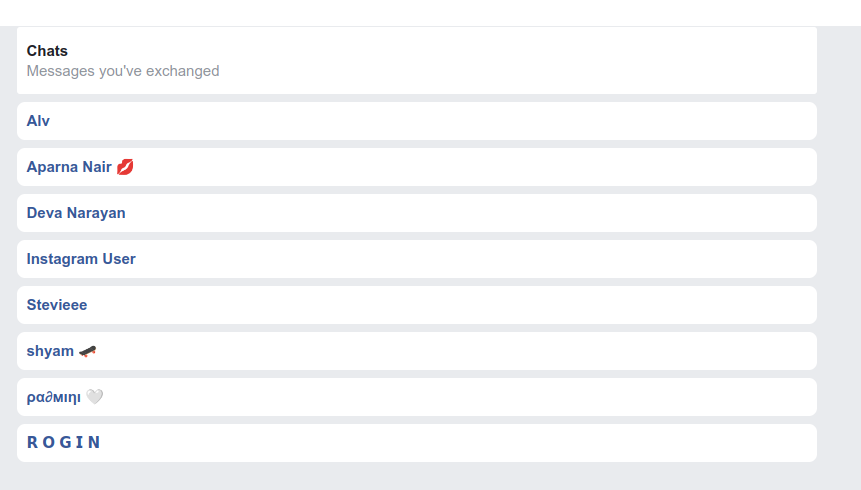 Chats
Messages you've exchanged
Alv
Aparna Nair 💋
Deva Narayan
Instagram User
Stevieee
shyam 🛹
ρα∂мιηι 🤍
R O G I N